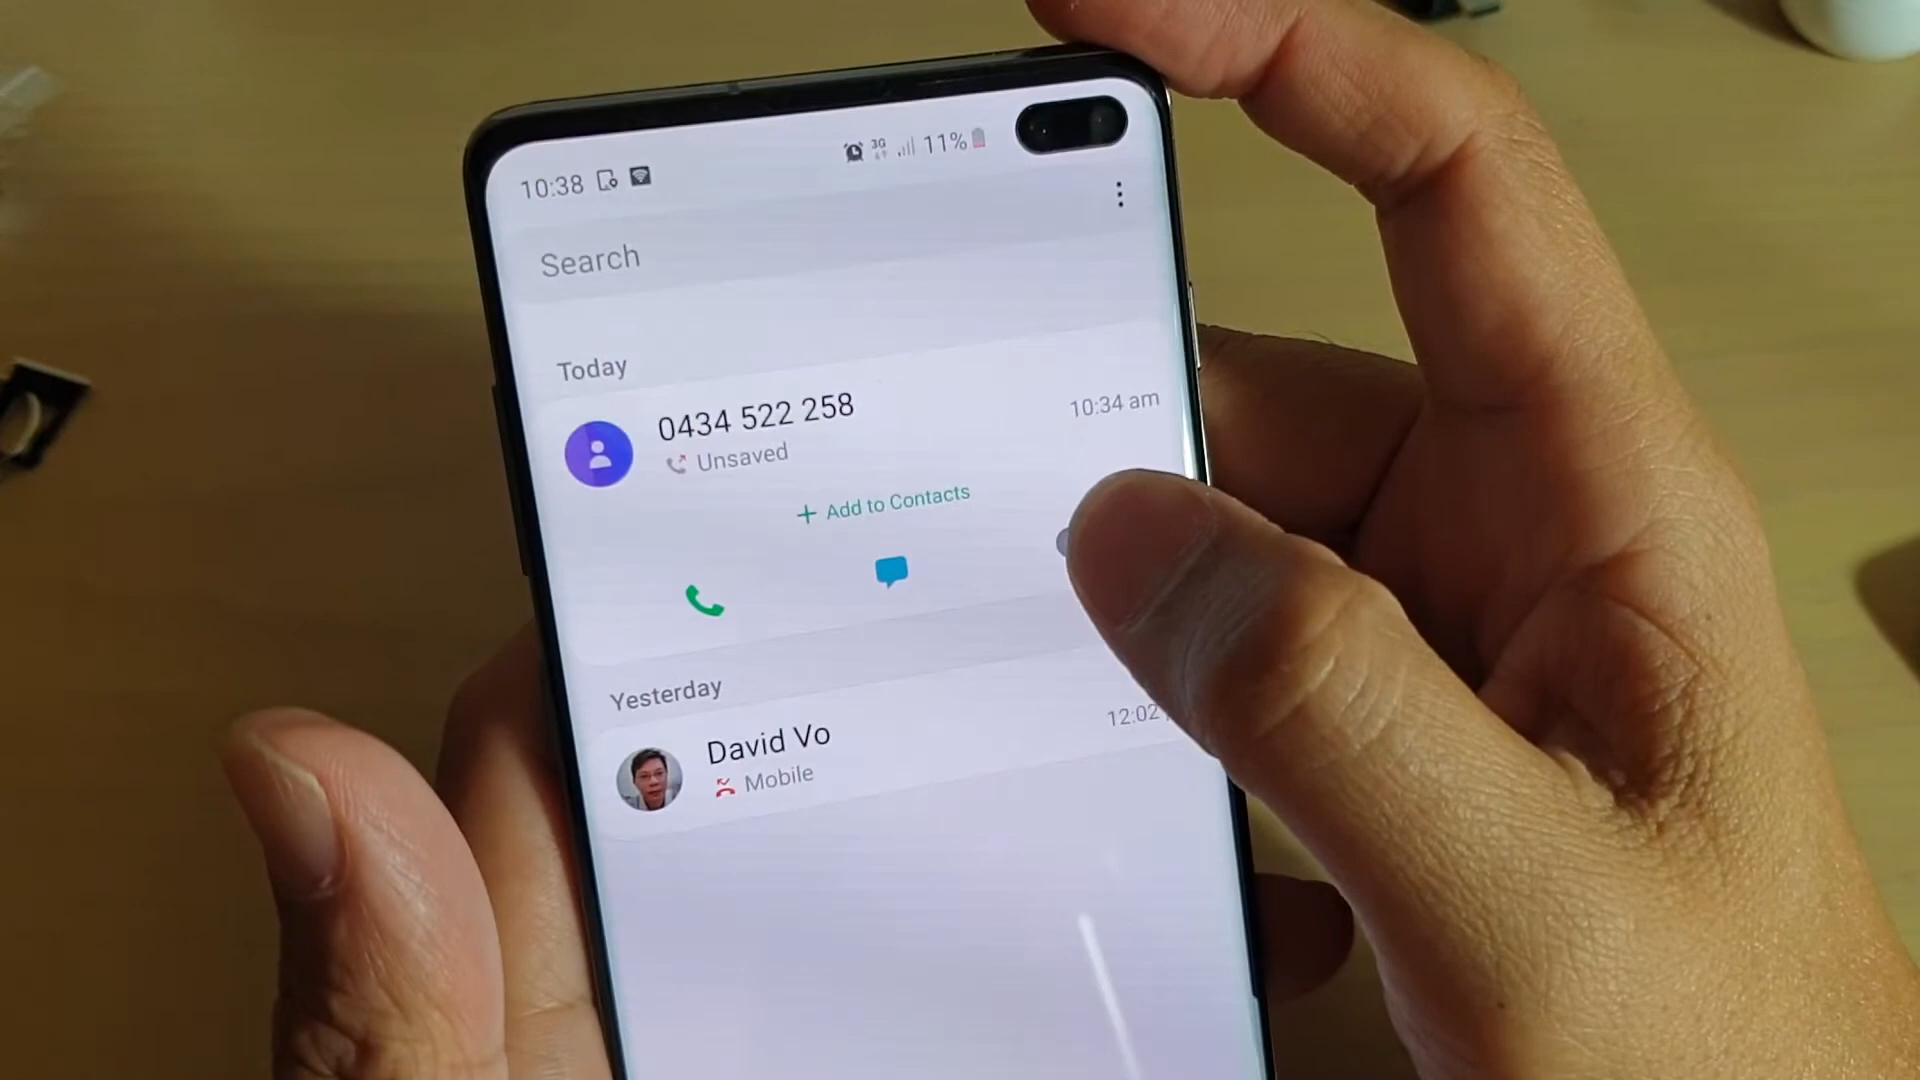 10:38 3G 11%
Search
Today
0434 522 258 10:34 am
Unsaved
+ Add to Contacts
Yesterday
David Vo 12:02
Mobile